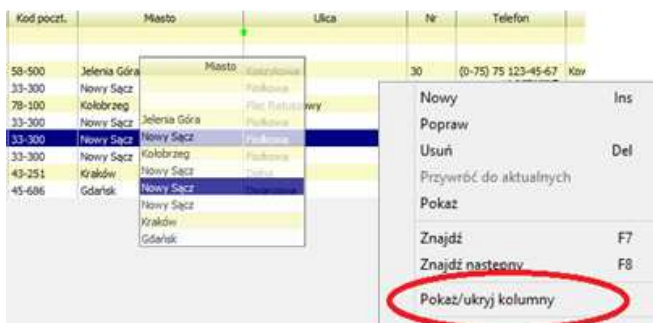 Kod poczt. Miasto Ulica Nr Telefon
58-500 Jelenia Góra 30 (0-75) 75 123-45-67
33-300 Nowy Sącz
78-100 Kołobrzeg
33-300 Nowy Sącz
33-300 Nowy Sącz
33-300 Nowy Sącz
43-251 Kraków
45-686 Gdańsk
Miasto
Jelenia Góra
Nowy Sącz
Kołobrzeg
Nowy Sącz
Nowy Sącz
Nowy Sącz
Kraków
Gdańsk
Nowy Ins
Popraw
Usuń Del
Przywróć do aktualnych
Pokaż
Znajdź F7
Znajdź następny F8
Pokaż/ukryj kolumny